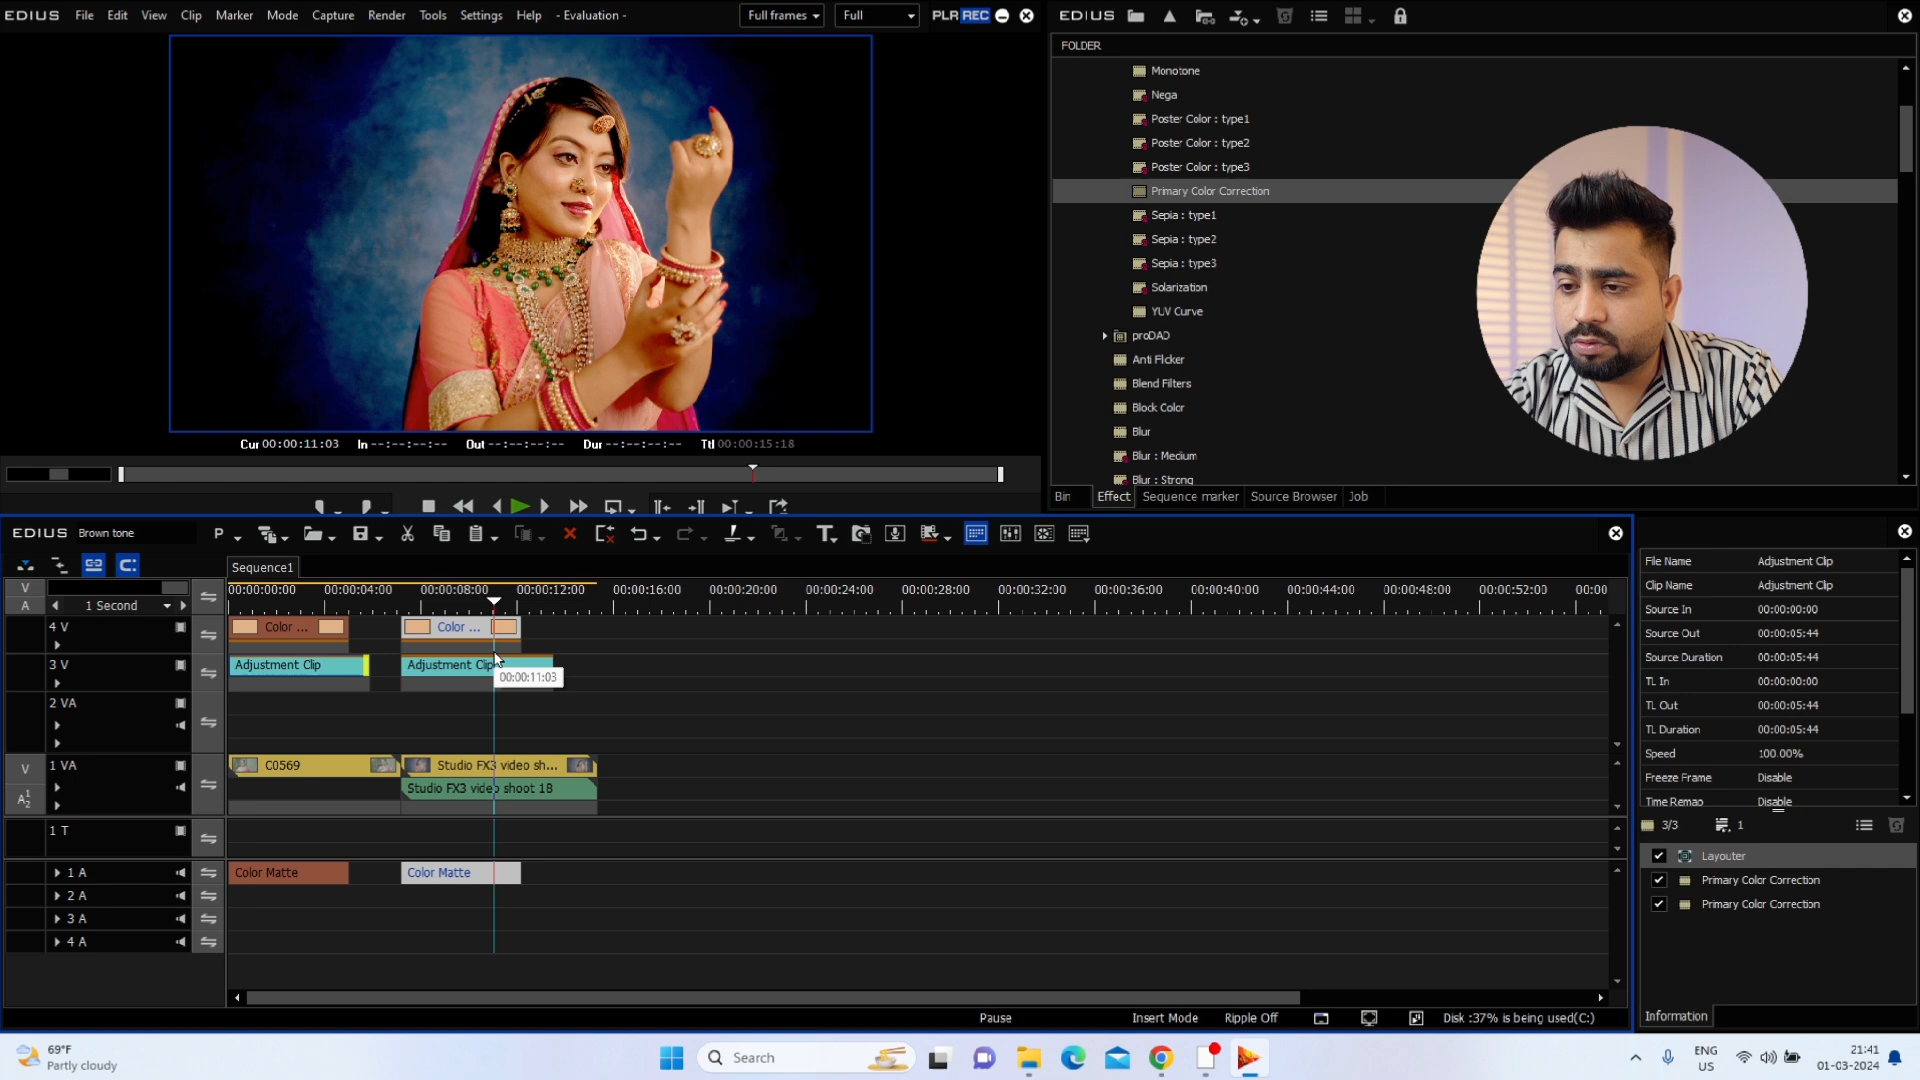 EDIUS File Edit View Clip Marker Mode Capture Render Tools Settings Help - Evaluation - Full frames Full PLR REC
EDIUS
FOLDER
Monotone
Nega
Poster Color : type1
Poster Color : type2
Poster Color : type3
Primary Color Correction
Sepia : type1
Sepia : type2
Sepia : type3
Solarization
YUV Curve
proDAD
Anti Flicker
Blend Filters
Block Color
Blur
Blur : Medium
Blur : Strong
Cur 00:00:11:03 In --:--:--:-- Out --:--:--:-- Dur --:--:--:-- Ttl 00:00:15:18
Bin Effect Sequence marker Source Browser Job
EDIUS Brown tone P T
Sequence1
V
A
1 Second
00:00:00:00 00:00:04:00 00:00:08:00 00:00:12:00 00:00:16:00 00:00:20:00 00:00:24:00 00:00:28:00 00:00:32:00 00:00:36:00 00:00:40:00 00:00:44:00 00:00:48:00 00:00:52:00 00:00
4 V Color ... Color ...
3 V Adjustment Clip Adjustment Clip
00:00:11:03
2 VA
V 1 VA C0569 Studio FX3 video sh...
A 1 2 Studio FX3 video shoot 18
1 T
1 A Color Matte Color Matte
2 A
3 A
4 A
Pause Insert Mode Ripple Off Disk :37% is being used(C:)
File Name Adjustment Clip
Clip Name Adjustment Clip
Source In 00:00:00:00
Source Out 00:00:05:44
Source Duration 00:00:05:44
TL In 00:00:00:00
TL Out 00:00:05:44
TL Duration 00:00:05:44
Speed 100.00%
Freeze Frame Disable
Time Remap Disable
3/3 1
Layouter
Primary Color Correction
Primary Color Correction
Information
69°F
Partly cloudy
Search
ENG
US
21:41
01-03-2024